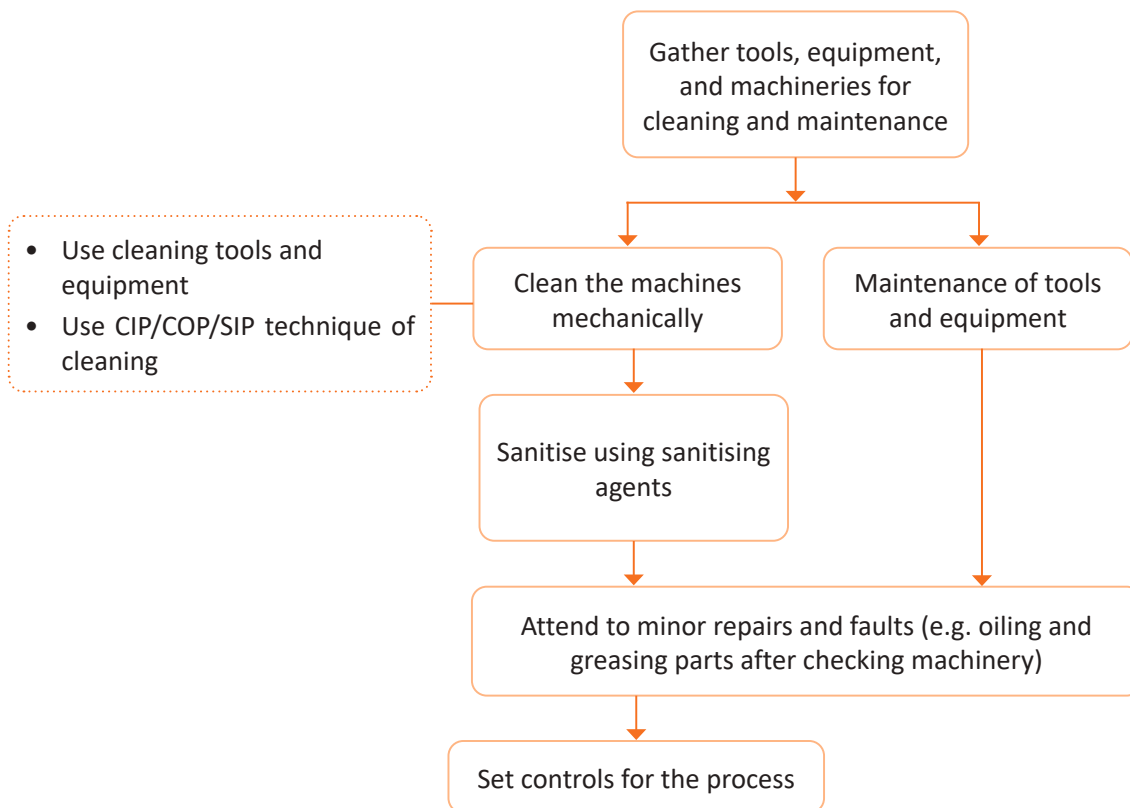 Gather tools, equipment,
and machineries for
cleaning and maintenance
• Use cleaning tools and
equipment
• Use CIP/COP/SIP technique of
cleaning
Clean the machines
mechanically
Maintenance of tools
and equipment
Sanitise using sanitising
agents
Attend to minor repairs and faults (e.g. oiling and
greasing parts after checking machinery)
Set controls for the process